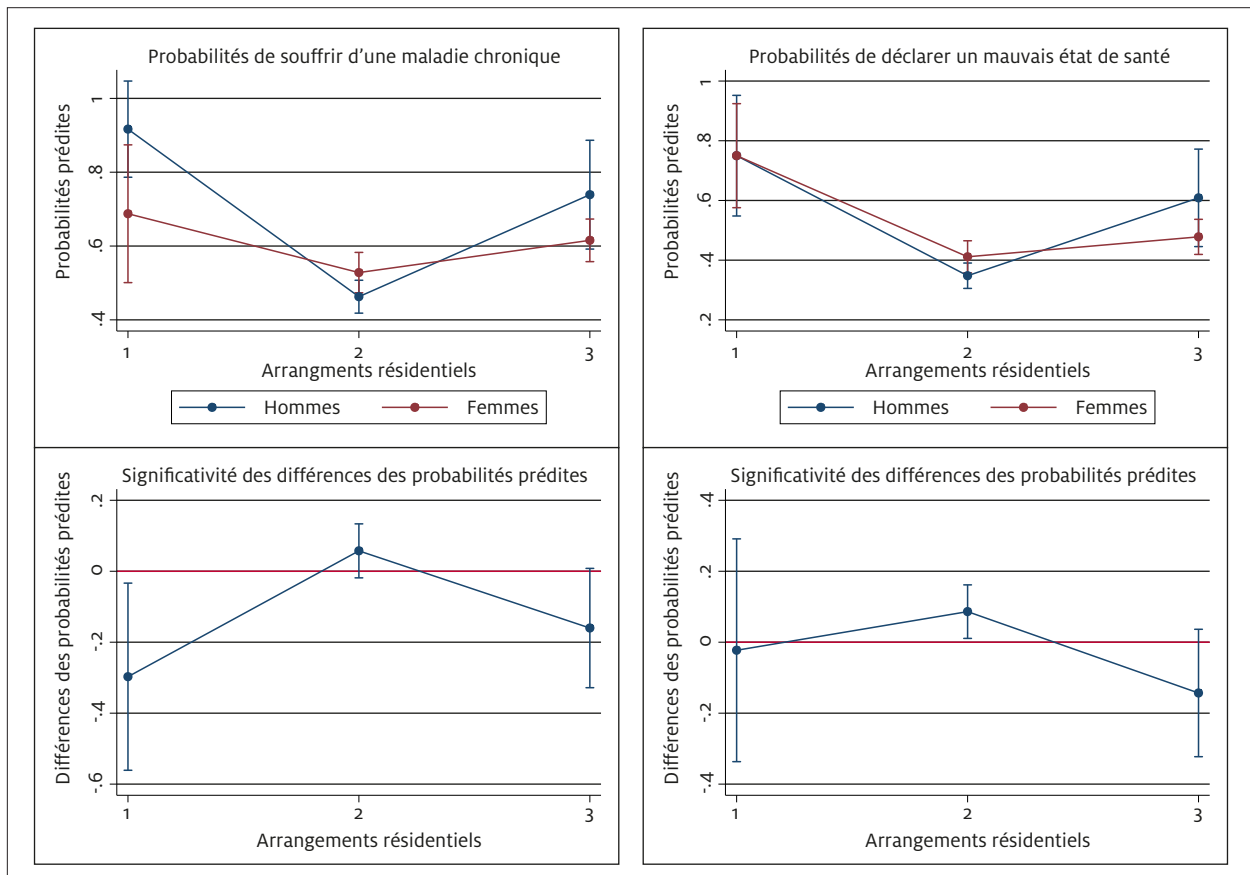 Probabilités de souffrir d'une maladie chronique
Probabilités prédites
1
.8
.6
.4
1
2
3
Arrangments résidentiels
Hommes
Femmes
Probabilités de déclarer un mauvais état de santé
Probabilités prédites
1
.8
.6
.4
.2
1
2
3
Arrangements résidentiels
Hommes
Femmes
Significativité des différences des probabilités prédites
Différences des probabilités prédites
.2
0
-.2
-.4
-.6
1
2
3
Arrangements résidentiels
Significativité des différences des probabilités prédites
Différences des probabilités prédites
.4
.2
0
-.2
-.4
1
2
3
Arrangements résidentiels